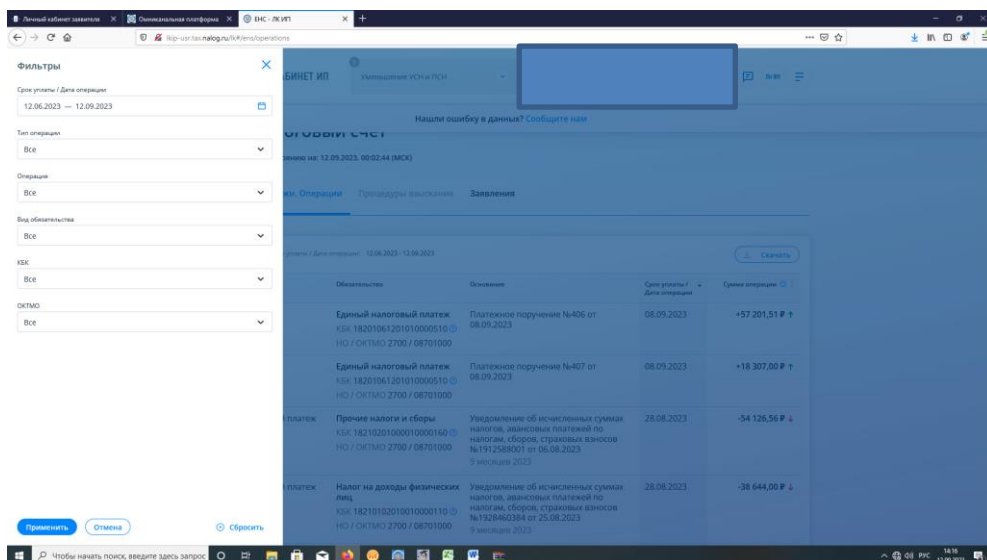 Личный кабинет заявителя
Омниканальная платформа
ЕНС - ЛК ИП
lkip-usr.tax.nalog.ru/lk#/ens/operations
Фильтры
Срок уплаты / Дата операции
12.06.2023 — 12.09.2023
Тип операции
Все
Операция
Все
Вид обязательства
Все
КБК
Все
ОКТМО
Все
Применить
Отмена
Сбросить
АБИНЕТ ИП
Уменьшение УСН и ПСН
Нашли ошибку в данных? Сообщите нам
12.09.2023, 00:02:44 (МСК)
Операции
Процедуры взыскания
Заявления
12.06.2023 - 12.09.2023
Скачать
Обязательство
Основание
Срок уплаты /
Дата операции
Сумма операции
Единый налоговый платеж
КБК 18201061201010000510
НО / ОКТМО 2700 / 08701000
Платежное поручение №406 от
08.09.2023
08.09.2023
+57 201,51 ₽
Единый налоговый платеж
КБК 18201061201010000510
НО / ОКТМО 2700 / 08701000
Платежное поручение №407 от
08.09.2023
08.09.2023
+18 307,00 ₽
платеж
Прочие налоги и сборы
КБК 18210201000010000160
НО / ОКТМО 2700 / 08701000
Уведомление об исчисленных суммах
налогов, авансовых платежей по
налогам, сборов, страховых взносов
№1912588001 от 06.08.2023
9 месяцев 2023
28.08.2023
-54 126,56 ₽
платеж
Налог на доходы физических
лиц
КБК 18210102010010000110
НО / ОКТМО 2700 / 08701000
Уведомление об исчисленных суммах
налогов, авансовых платежей по
налогам, сборов, страховых взносов
№1928460384 от 25.08.2023
9 месяцев 2023
28.08.2023
-38 644,00 ₽
Чтобы начать поиск, введите здесь запрос
РУС
14:16
12.09.2023